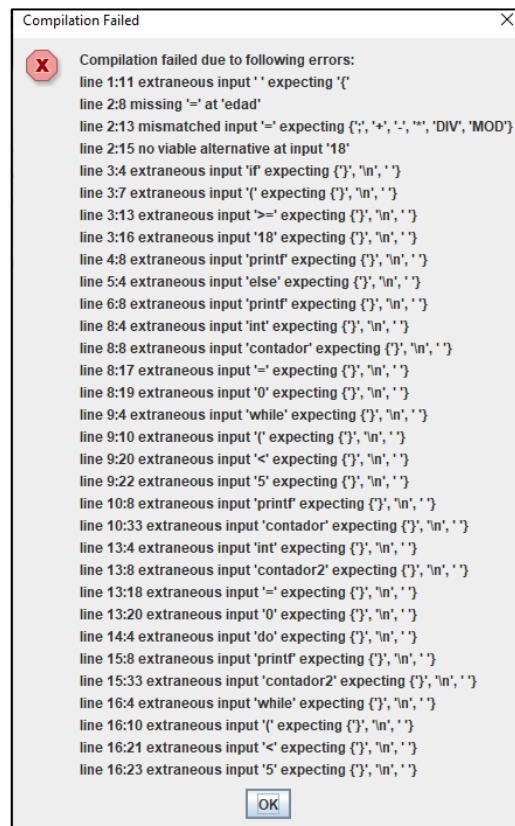 Compilation Failed
X
Compilation failed due to following errors:
line 1:11 extraneous input ' ' expecting '{'
line 2:8 missing '=' at 'edad'
line 2:13 mismatched input '=' expecting {';', '+', '-', '*', 'DIV', 'MOD'}
line 2:15 no viable alternative at input '18'
line 3:4 extraneous input 'if' expecting {'}', '\n', ' '}
line 3:7 extraneous input '(' expecting {'}', '\n', ' '}
line 3:13 extraneous input '>=' expecting {'}', '\n', ' '}
line 3:16 extraneous input '18' expecting {'}', '\n', ' '}
line 4:8 extraneous input 'printf' expecting {'}', '\n', ' '}
line 5:4 extraneous input 'else' expecting {'}', '\n', ' '}
line 6:8 extraneous input 'printf' expecting {'}', '\n', ' '}
line 8:4 extraneous input 'int' expecting {'}', '\n', ' '}
line 8:8 extraneous input 'contador' expecting {'}', '\n', ' '}
line 8:17 extraneous input '=' expecting {'}', '\n', ' '}
line 8:19 extraneous input '0' expecting {'}', '\n', ' '}
line 9:4 extraneous input 'while' expecting {'}', '\n', ' '}
line 9:10 extraneous input '(' expecting {'}', '\n', ' '}
line 9:20 extraneous input '<' expecting {'}', '\n', ' '}
line 9:22 extraneous input '5' expecting {'}', '\n', ' '}
line 10:8 extraneous input 'printf' expecting {'}', '\n', ' '}
line 10:33 extraneous input 'contador' expecting {'}', '\n', ' '}
line 13:4 extraneous input 'int' expecting {'}', '\n', ' '}
line 13:8 extraneous input 'contador2' expecting {'}', '\n', ' '}
line 13:18 extraneous input '=' expecting {'}', '\n', ' '}
line 13:20 extraneous input '0' expecting {'}', '\n', ' '}
line 14:4 extraneous input 'do' expecting {'}', '\n', ' '}
line 15:8 extraneous input 'printf' expecting {'}', '\n', ' '}
line 15:33 extraneous input 'contador2' expecting {'}', '\n', ' '}
line 16:4 extraneous input 'while' expecting {'}', '\n', ' '}
line 16:10 extraneous input '(' expecting {'}', '\n', ' '}
line 16:21 extraneous input '<' expecting {'}', '\n', ' '}
line 16:23 extraneous input '5' expecting {'}', '\n', ' '}
OK